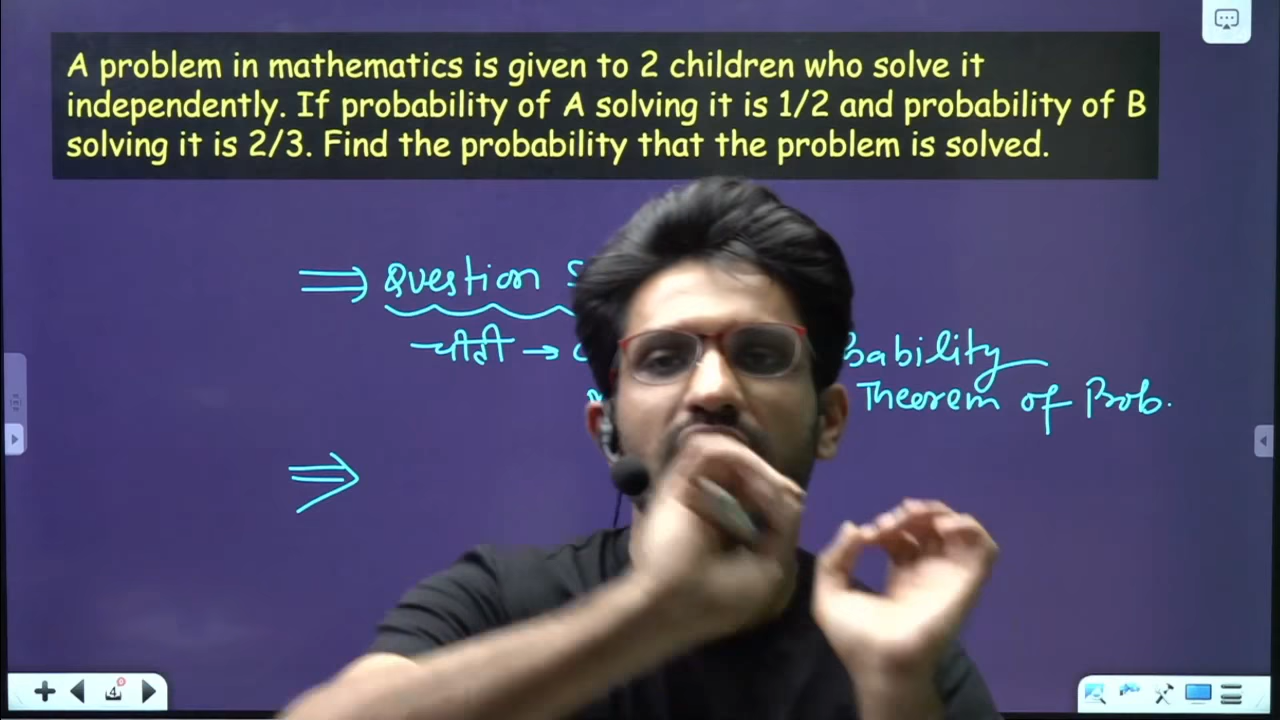 A problem in mathematics is given to 2 children who solve it
independently. If probability of A solving it is 1/2 and probability of B
solving it is 2/3. Find the probability that the problem is solved.
⇒ Question
→ bability
Theorem of Prob.
⇒
4